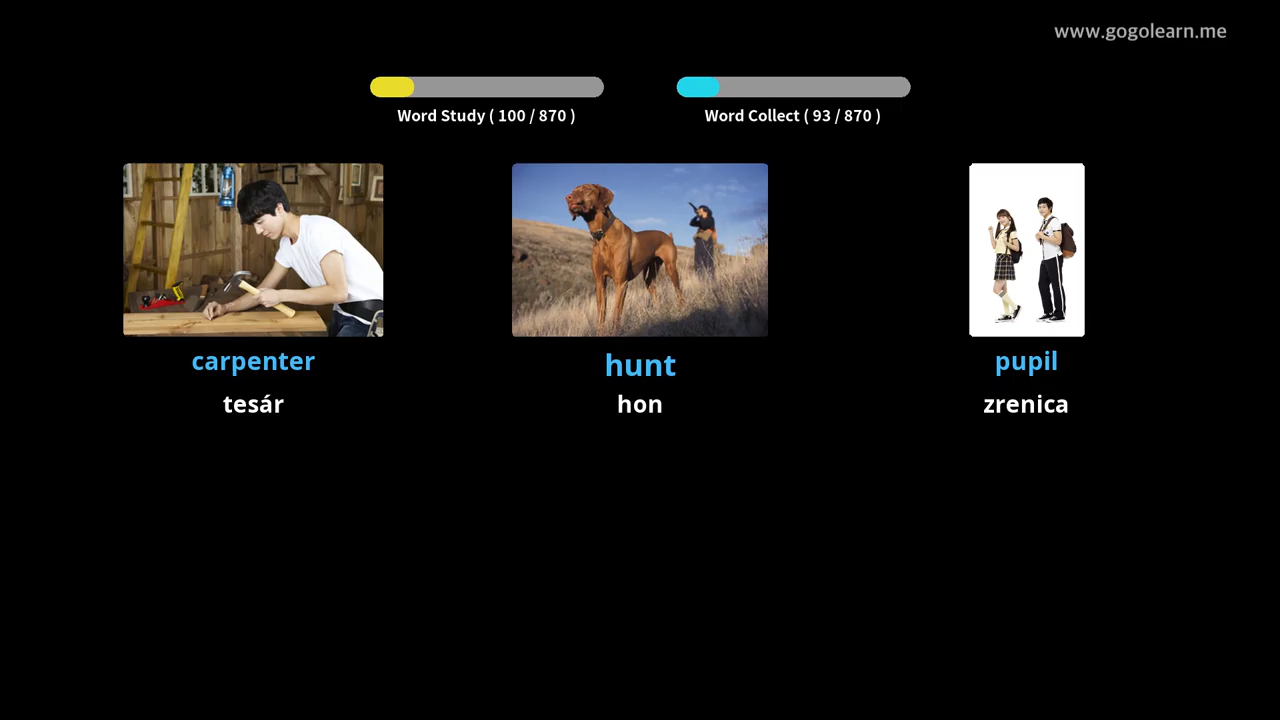 www.gogolearn.me
Word Study ( 100 / 870 )
Word Collect ( 93 / 870 )
carpenter
hunt
pupil
tesár
hon
zrenica